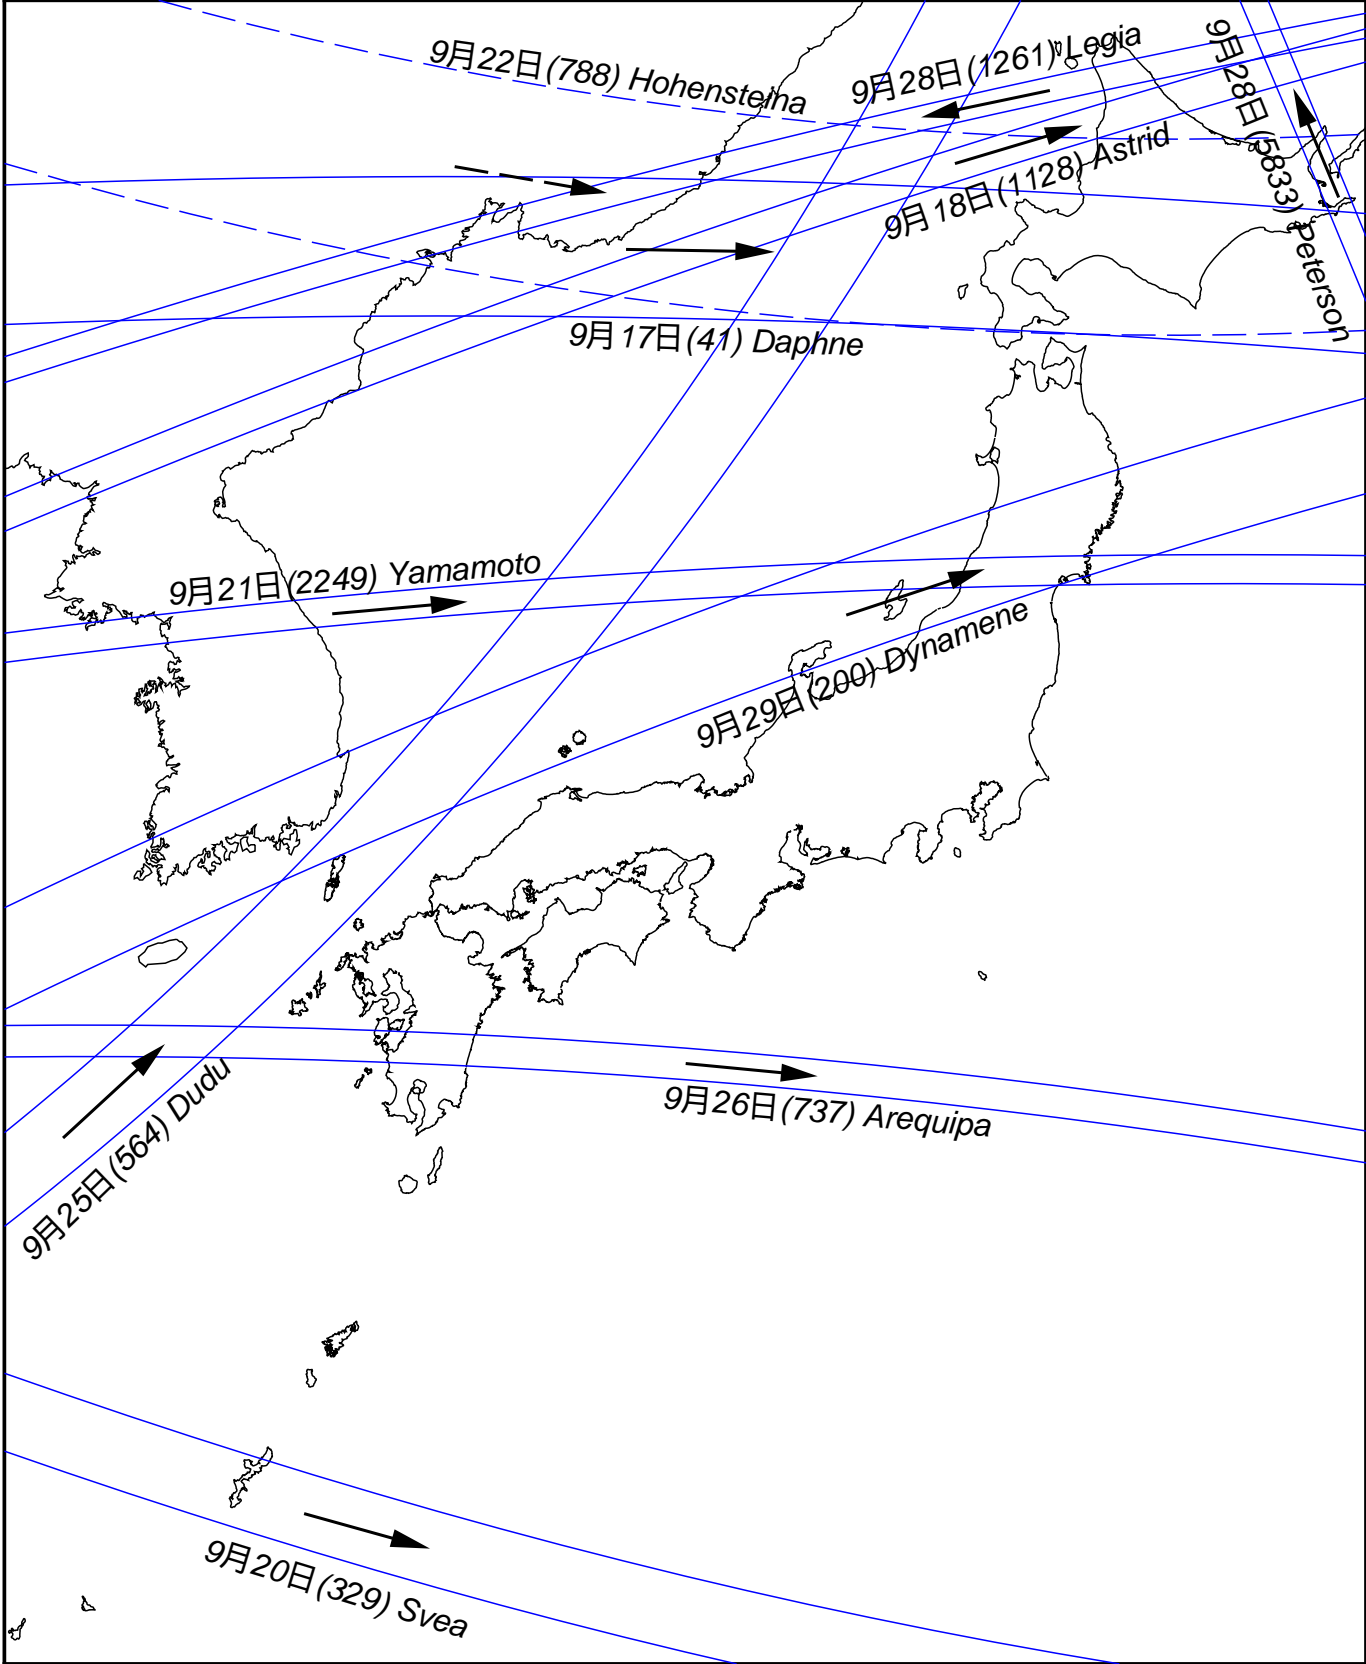 9月22日(788) Hohensteina
9月28日(1261) Legia
9月28日(5833) Peterson
9月18日(1128) Astrid
9月17日(41) Daphne
9月21日(2249) Yamamoto
9月29日(200) Dynamene
9月25日(564) Dudu
9月26日(737) Arequipa
9月20日(329) Svea